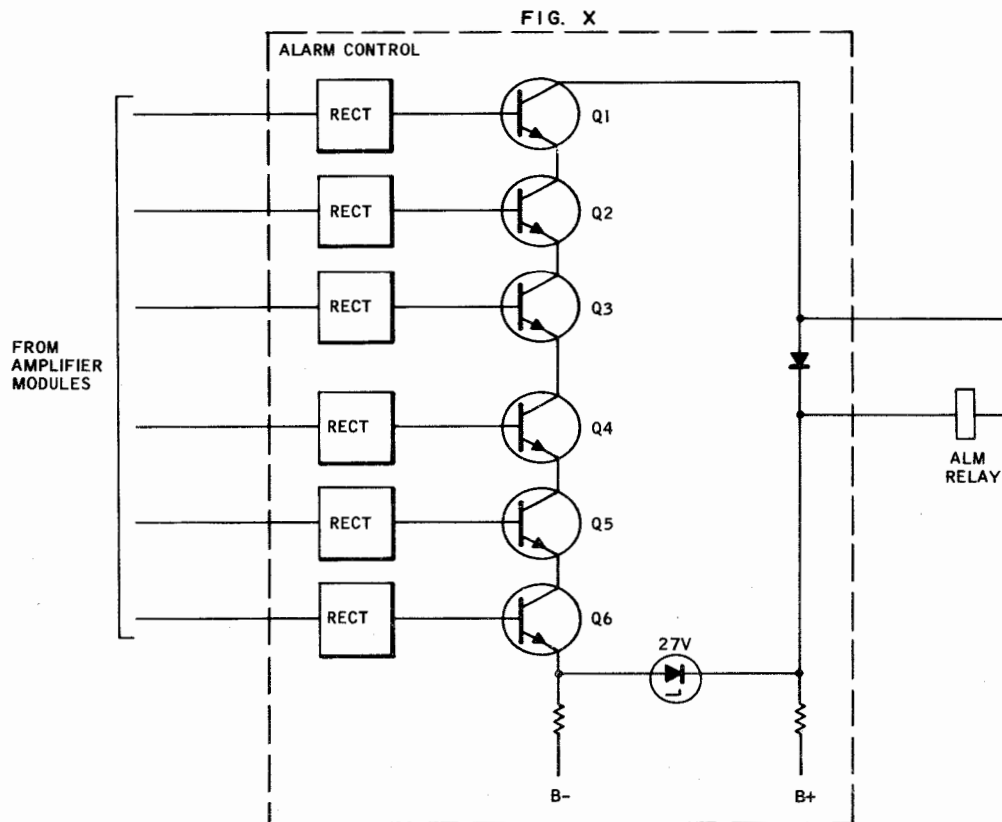 FIG. X
ALARM CONTROL
RECT
Q1
RECT
Q2
RECT
Q3
FROM
AMPLIFIER
MODULES
RECT
Q4
ALM
RELAY
RECT
Q5
RECT
Q6
27V
B-
B+